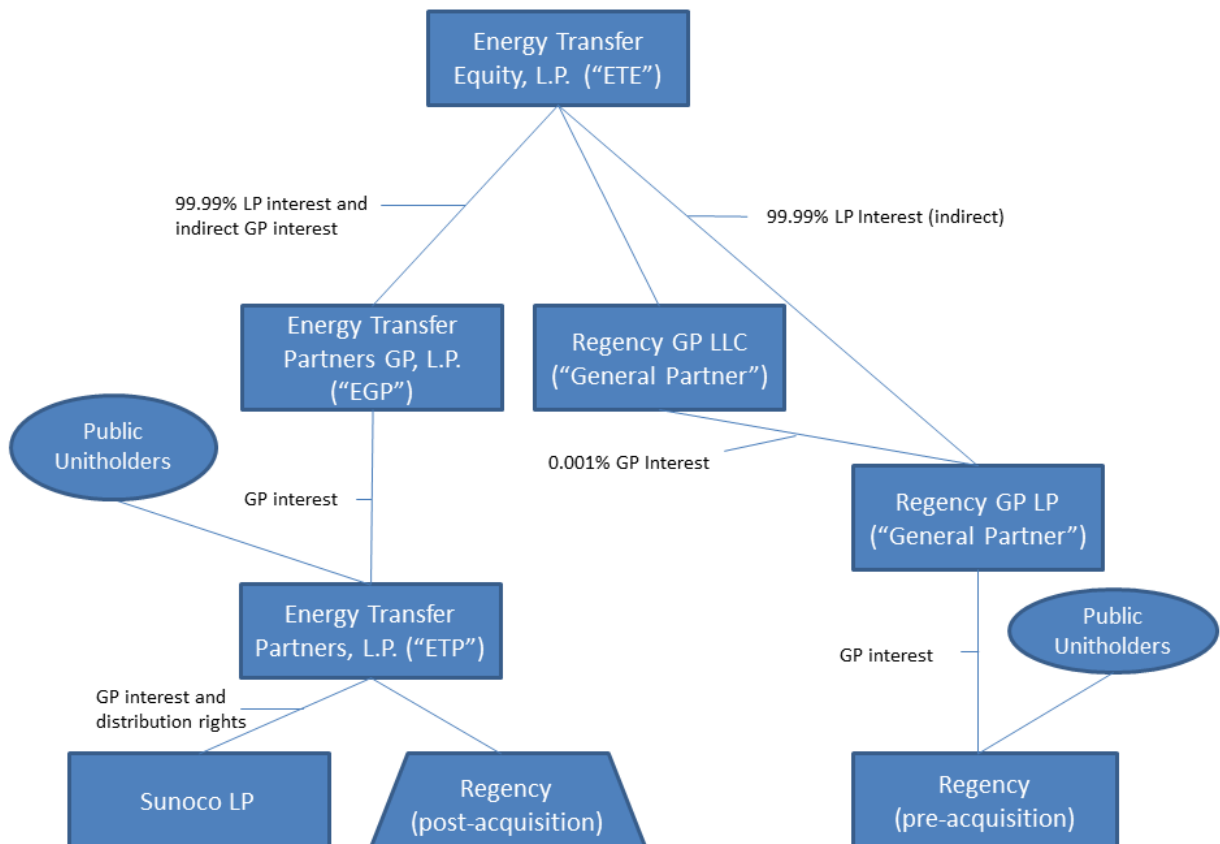 Energy Transfer
Equity, L.P. (“ETE”)
99.99% LP interest and
indirect GP interest
99.99% LP Interest (indirect)
Energy Transfer
Partners GP, L.P.
(“EGP”)
Regency GP LLC
(“General Partner”)
Public
Unitholders
0.001% GP Interest
GP interest
Regency GP LP
(“General Partner”)
Energy Transfer
Partners, L.P. (“ETP”)
Public
Unitholders
GP interest
GP interest and
distribution rights
Sunoco LP
Regency
(post-acquisition)
Regency
(pre-acquisition)